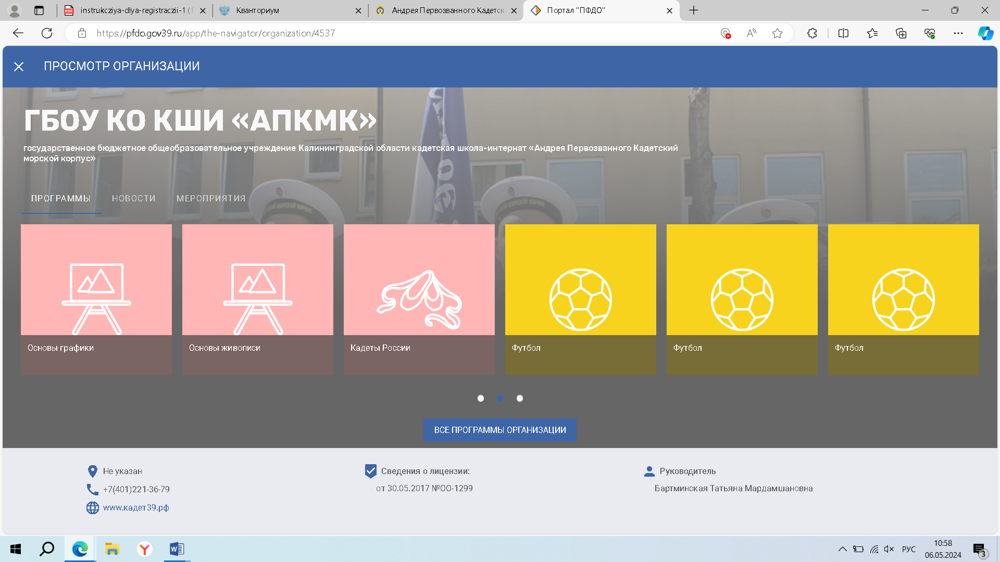 instrukcziya-dlya-registraczii-1 (1
Кванториум
Андрея Первозванного Кадетск
Портал "ПФДО"
https://pfdo.gov39.ru/app/the-navigator/organization/4537
ПРОСМОТР ОРГАНИЗАЦИИ
ГБОУ КО КШИ «АПКМК»
государственное бюджетное общеобразовательное учреждение Калининградской области кадетская школа-интернат «Андрея Первозванного Кадетский
морской корпус»
ПРОГРАММЫ
НОВОСТИ
МЕРОПРИЯТИЯ
Основы графики
Основы живописи
Кадеты России
Футбол
Футбол
Футбол
ВСЕ ПРОГРАММЫ ОРГАНИЗАЦИИ
Не указан
+7(401)221-36-79
www.кадет39.рф
Сведения о лицензии:
от 30.05.2017 №ОО-1299
Руководитель
Бартминская Татьяна Мардамшановна
РУС
10:58
06.05.2024
3